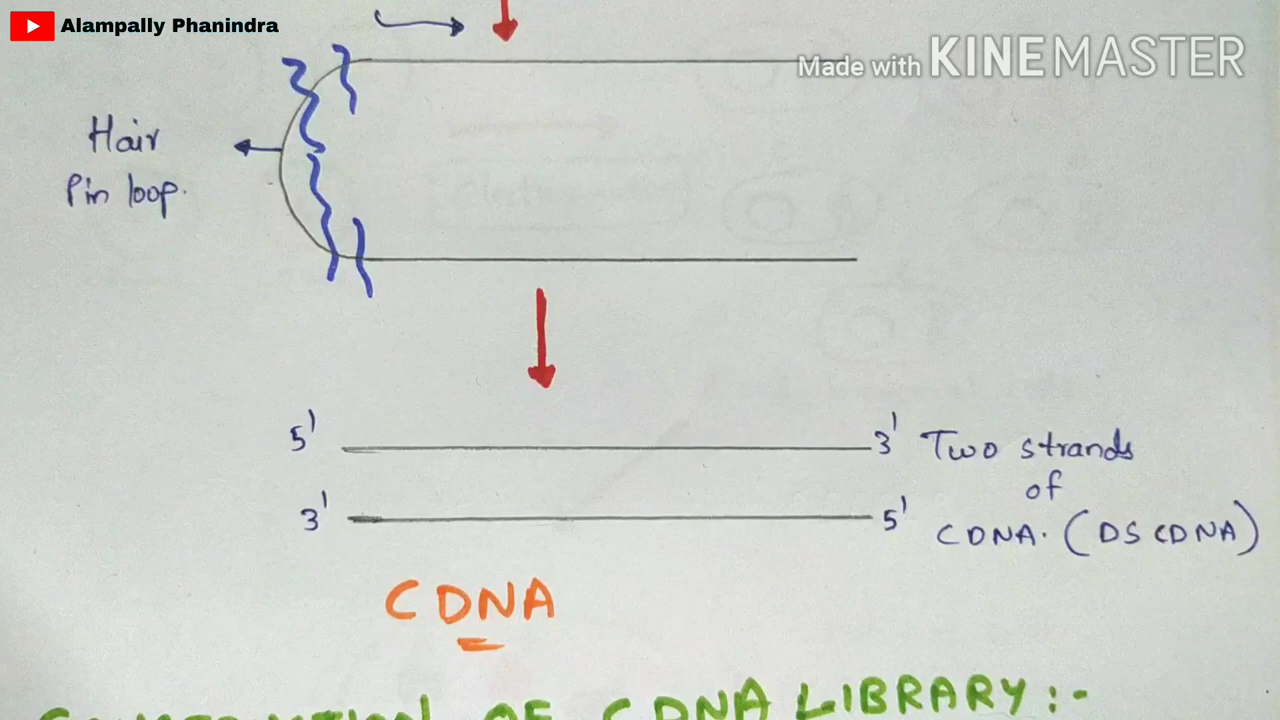 Alampally Phanindra
Made with KINEMASTER
Hair
Pin loop.
5' 3' Two strands
of
3' 5' CDNA. (DS CDNA)
CDNA
OF CDNA LIBRARY:-